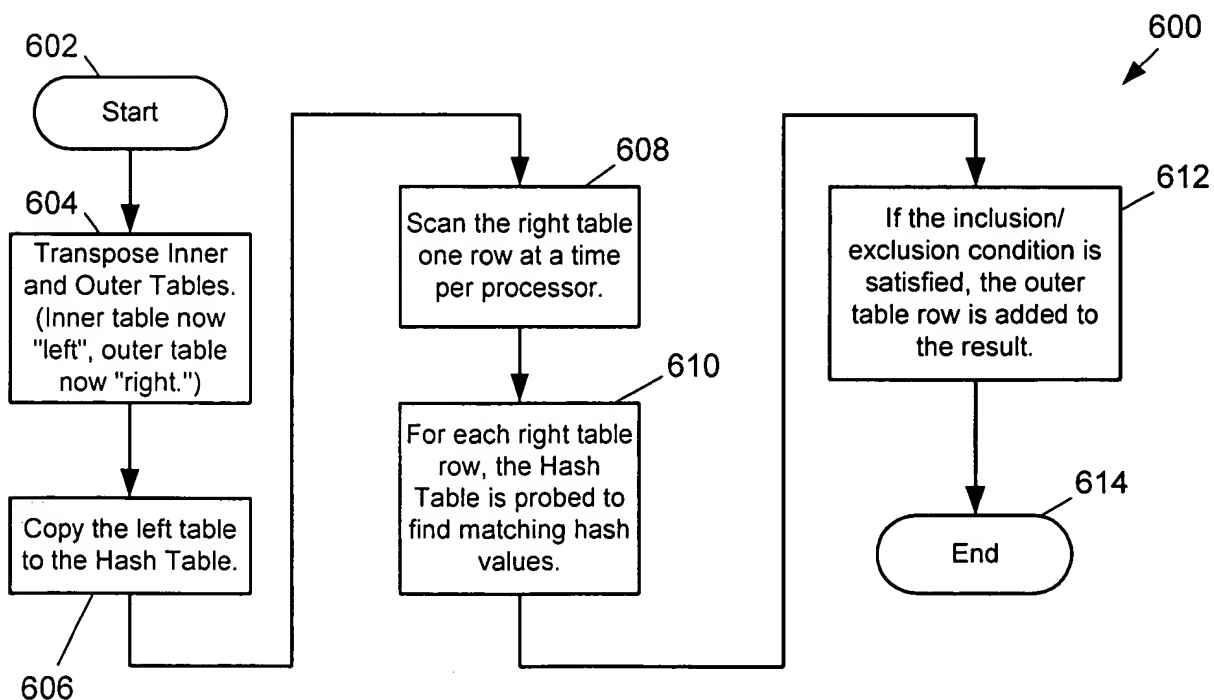 600
602
Start
604
Transpose Inner
and Outer Tables.
(Inner table now
"left", outer table
now "right.")
Copy the left table
to the Hash Table.
606
608
Scan the right table
one row at a time
per processor.
610
For each right table
row, the Hash
Table is probed to
find matching hash
values.
612
If the inclusion/
exclusion condition is
satisfied, the outer
table row is added to
the result.
614
End